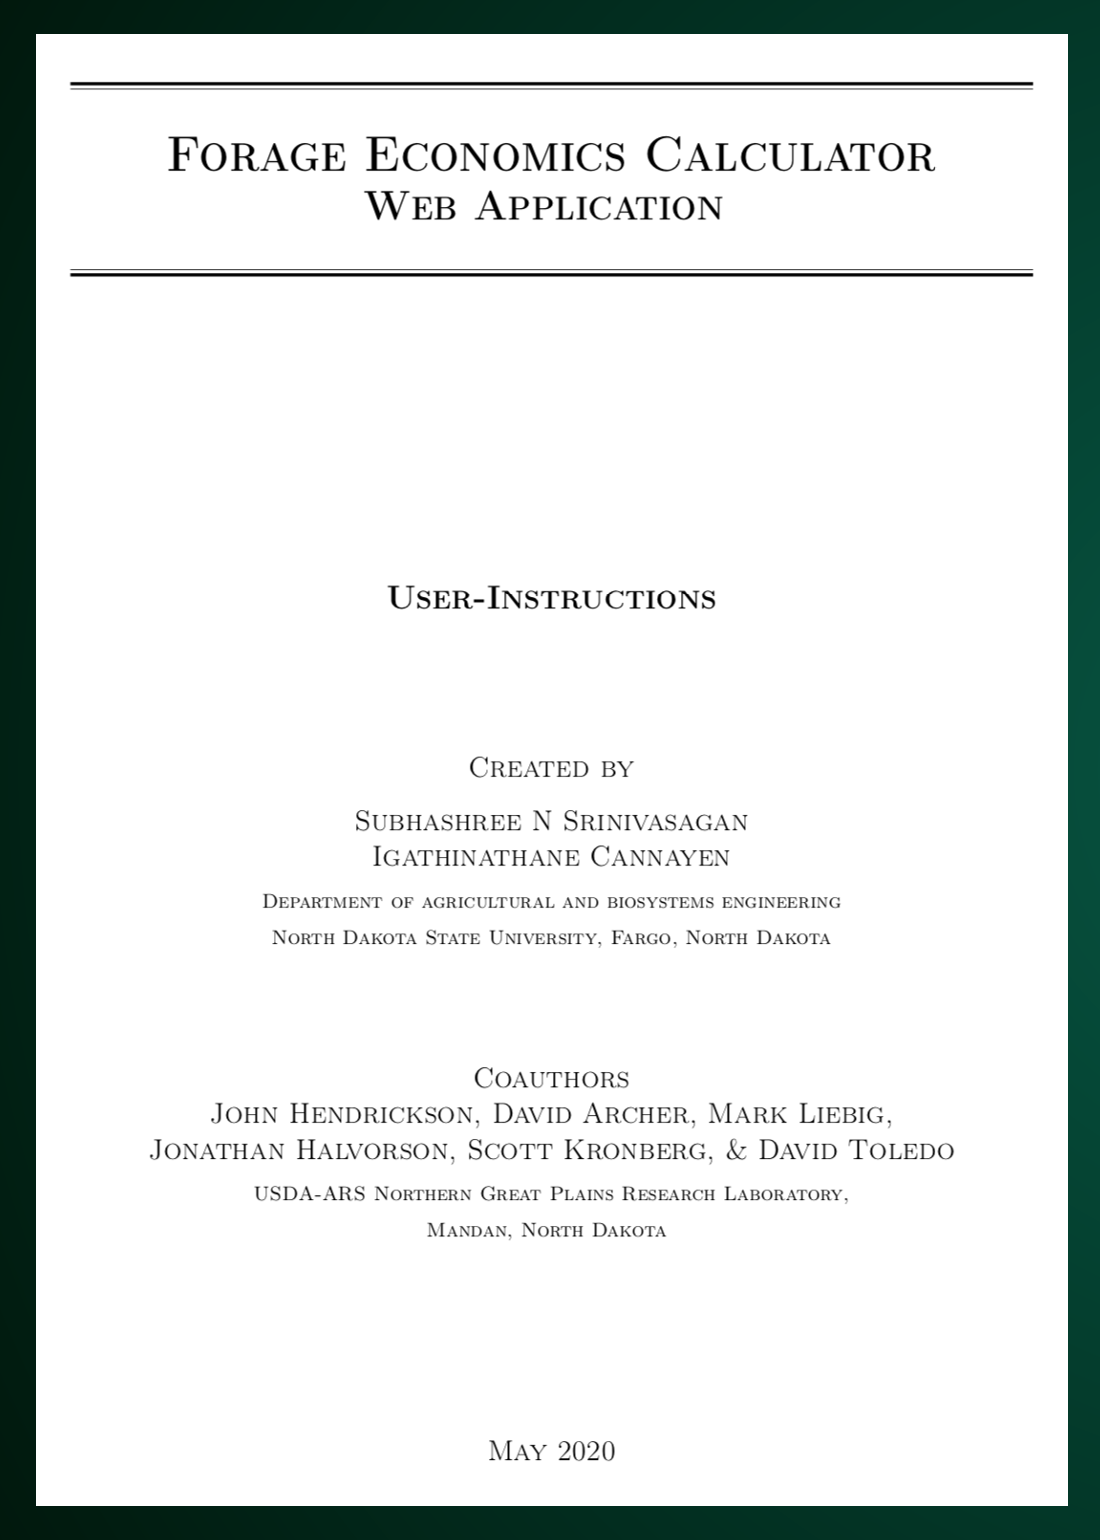 Forage Economics Calculator
Web Application
User-Instructions
Created by
Subhashree N Srinivasagan
Igathinathane Cannayen
Department of agricultural and biosystems engineering
North Dakota State University, Fargo, North Dakota
Coauthors
John Hendrickson, David Archer, Mark Liebig,
Jonathan Halvorson, Scott Kronberg, & David Toledo
USDA-ARS Northern Great Plains Research Laboratory,
Mandan, North Dakota
May 2020